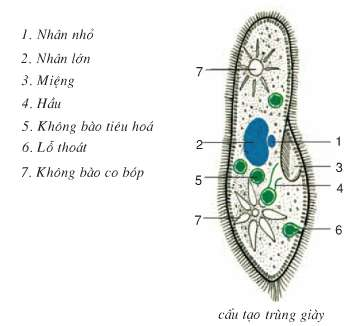 1. Nhân nhỏ
2. Nhân lớn
3. Miệng
4. Hầu
5. Không bào tiêu hoá
6. Lỗ thoát
7. Không bào co bóp
7
2
1
3
5
4
7
6
cấu tạo trùng giày